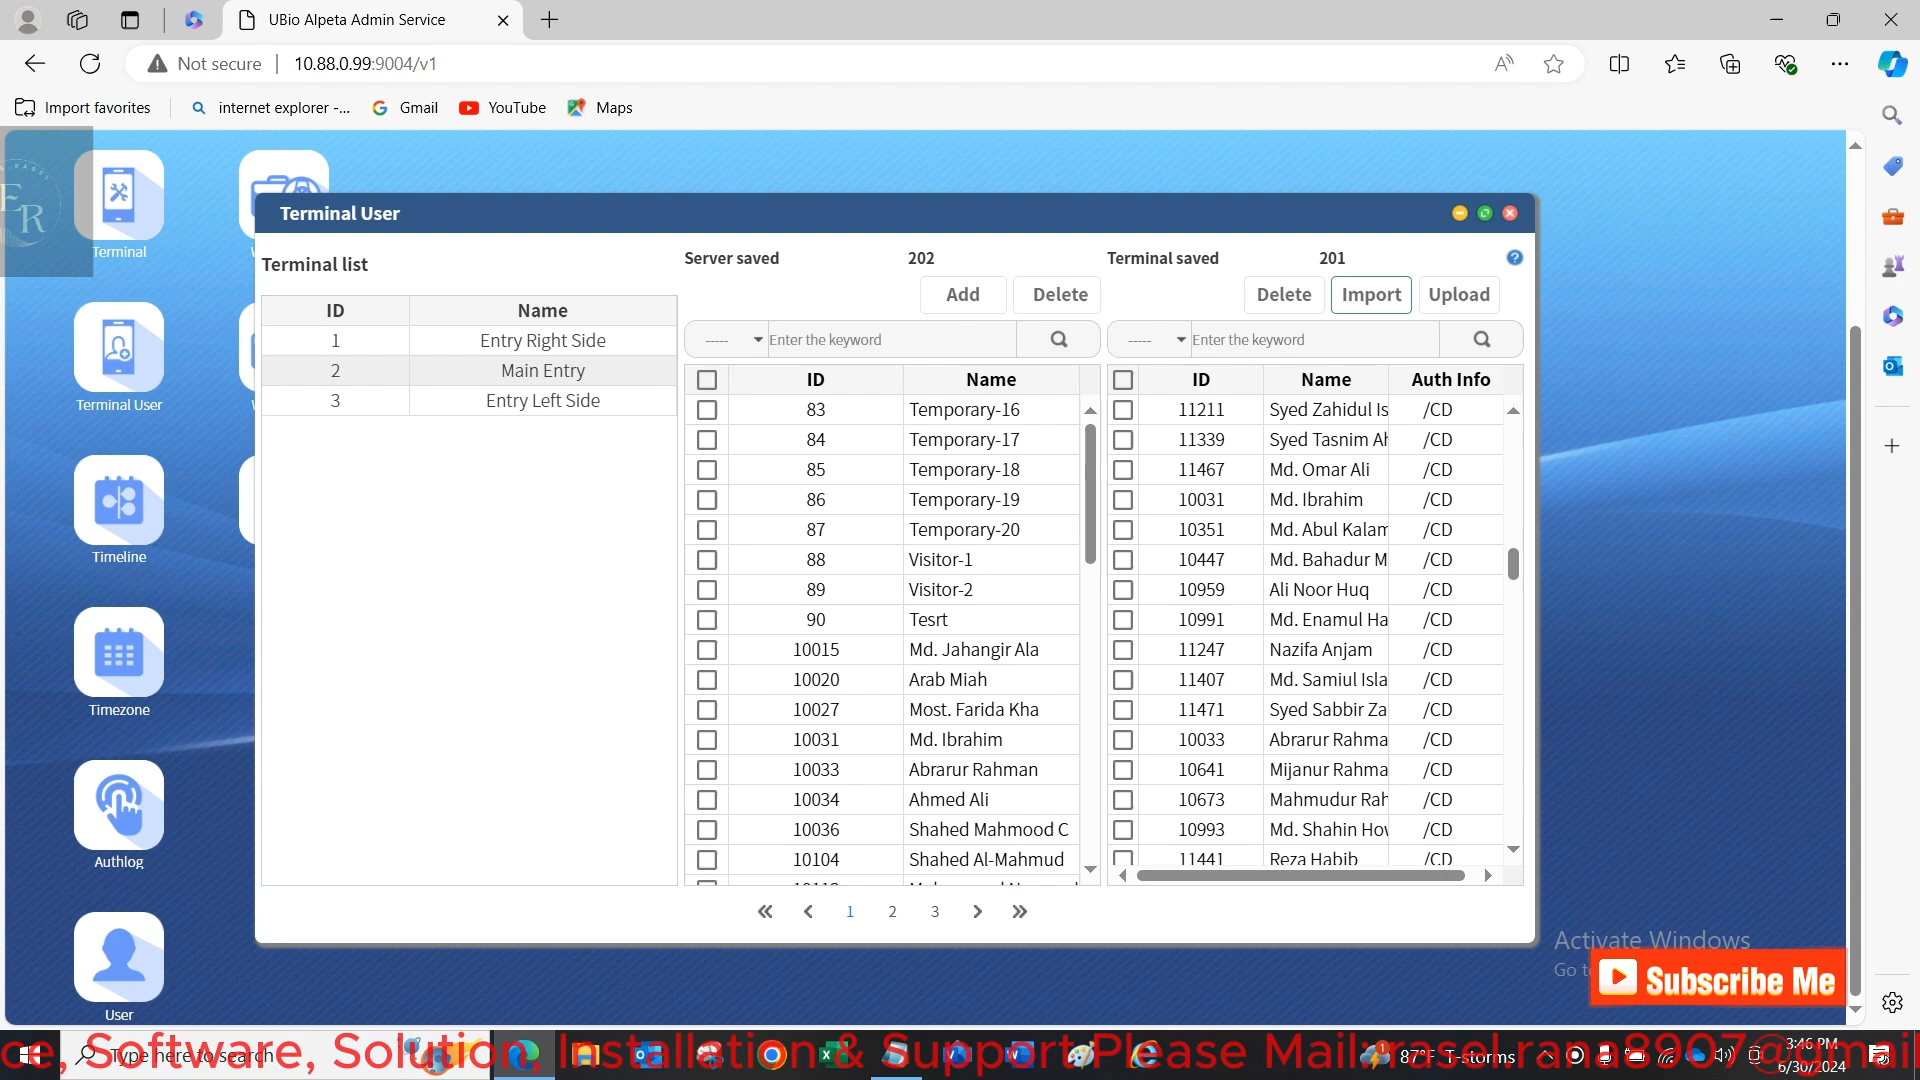 UBio Alpeta Admin Service
Not secure
10.88.0.99:9004/v1
Import favorites
internet explorer -...
Gmail
YouTube
Maps
E
R
Terminal
Terminal User
Timeline
Timezone
Authlog
User
Terminal User
Terminal list
ID Name
1 Entry Right Side
2 Main Entry
3 Entry Left Side
Server saved 202
Add Delete
----- Enter the keyword
ID Name
83 Temporary-16
84 Temporary-17
85 Temporary-18
86 Temporary-19
87 Temporary-20
88 Visitor-1
89 Visitor-2
90 Tesrt
10015 Md. Jahangir Ala
10020 Arab Miah
10027 Most. Farida Kha
10031 Md. Ibrahim
10033 Abrarur Rahman
10034 Ahmed Ali
10036 Shahed Mahmood C
10104 Shahed Al-Mahmud
Terminal saved 201
Delete Import Upload
----- Enter the keyword
ID Name Auth Info
11211 Syed Zahidul Is /CD
11339 Syed Tasnim Ah /CD
11467 Md. Omar Ali /CD
10031 Md. Ibrahim /CD
10351 Md. Abul Kalam /CD
10447 Md. Bahadur M /CD
10959 Ali Noor Huq /CD
10991 Md. Enamul Ha /CD
11247 Nazifa Anjam /CD
11407 Md. Samiul Isla /CD
11471 Syed Sabbir Za /CD
10033 Abrarur Rahma /CD
10641 Mijanur Rahma /CD
10673 Mahmudur Rah /CD
10993 Md. Shahin How /CD
11441 Reza Habib /CD
« ‹ 1 2 3 › »
Activate Windows
Go to
Subscribe Me
ce, Software, Solution, Installation & Support Please Mail: rasel.rana8907@gmail
Type here to search
87°F T-storms
3:46 PM
6/30/2024